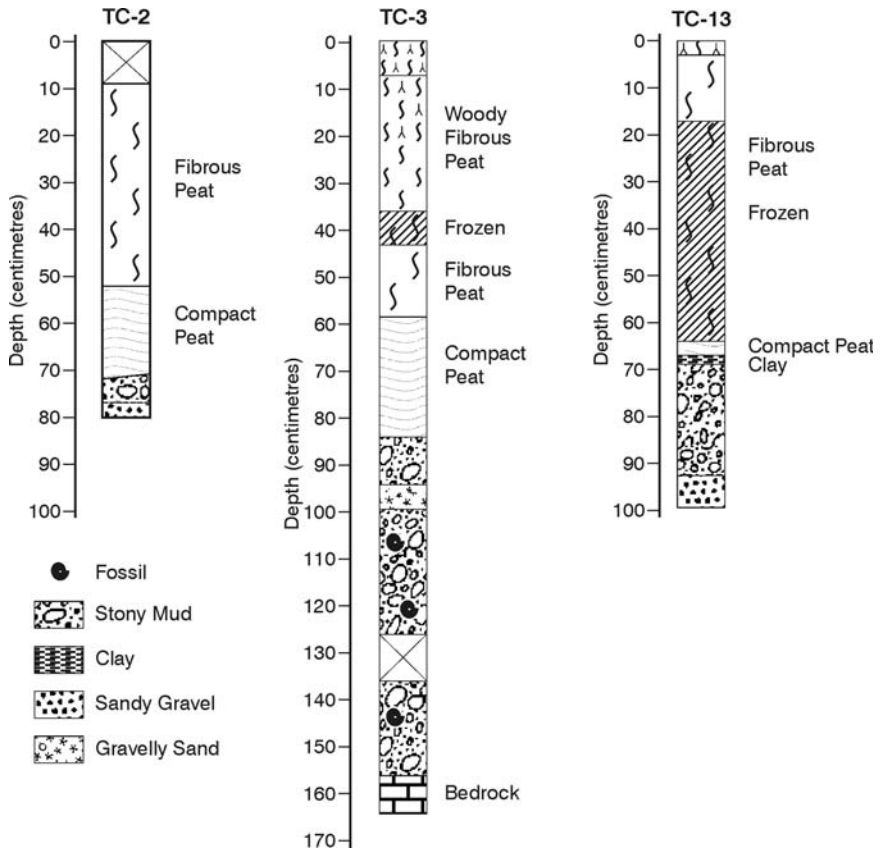 TC-2
0
10
20
30
40
50
60
70
80
90
100
Depth (centimetres)
Fibrous
Peat
Compact
Peat
TC-3
0
10
20
30
40
50
60
70
80
90
100
110
120
130
140
150
160
170
Depth (centimetres)
Woody
Fibrous
Peat
Frozen
Fibrous
Peat
Compact
Peat
Bedrock
TC-13
0
10
20
30
40
50
60
70
80
90
100
Depth (centimetres)
Fibrous
Peat
Frozen
Compact Peat
Clay
Fossil
Stony Mud
Clay
Sandy Gravel
Gravelly Sand